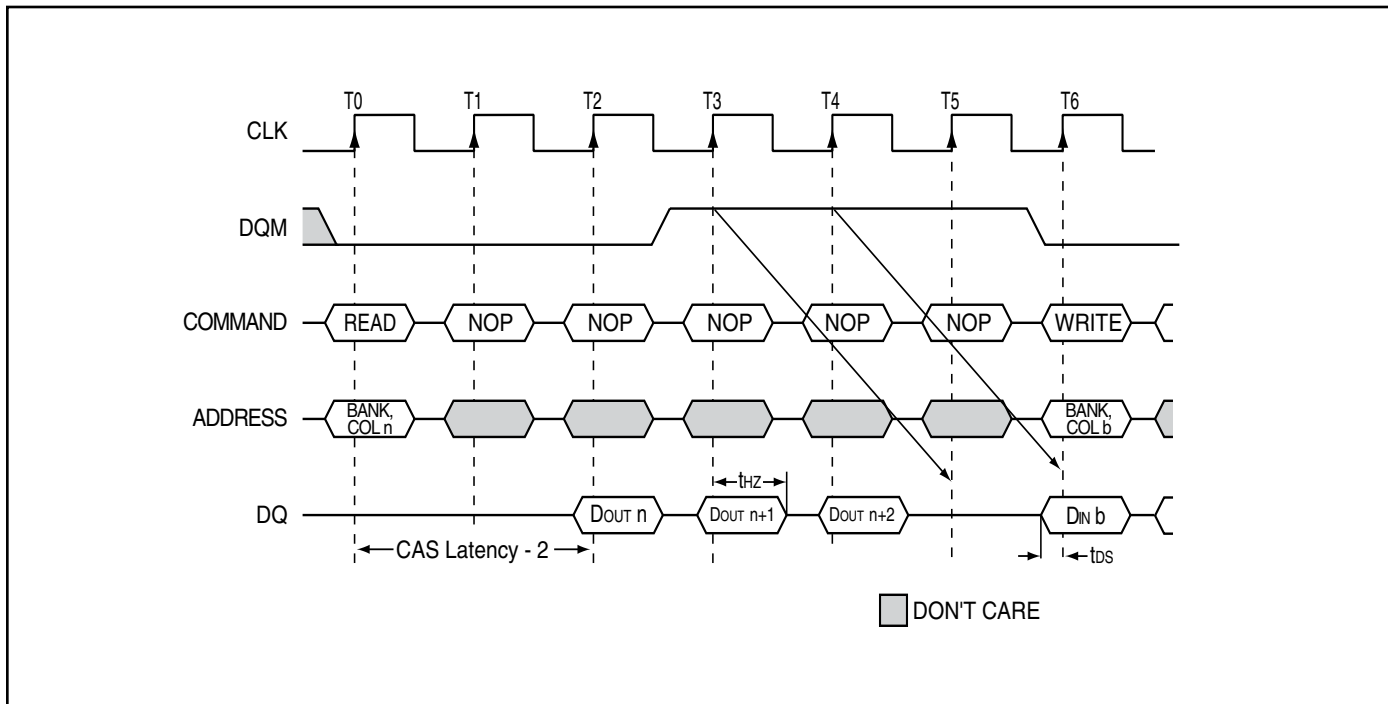 T0 T1 T2 T3 T4 T5 T6
CLK
DQM
COMMAND READ NOP NOP NOP NOP NOP WRITE
ADDRESS BANK, COL n BANK, COL b
tHZ
DQ DOUT n DOUT n+1 DOUT n+2 DIN b
CAS Latency - 2 tDS
DON'T CARE